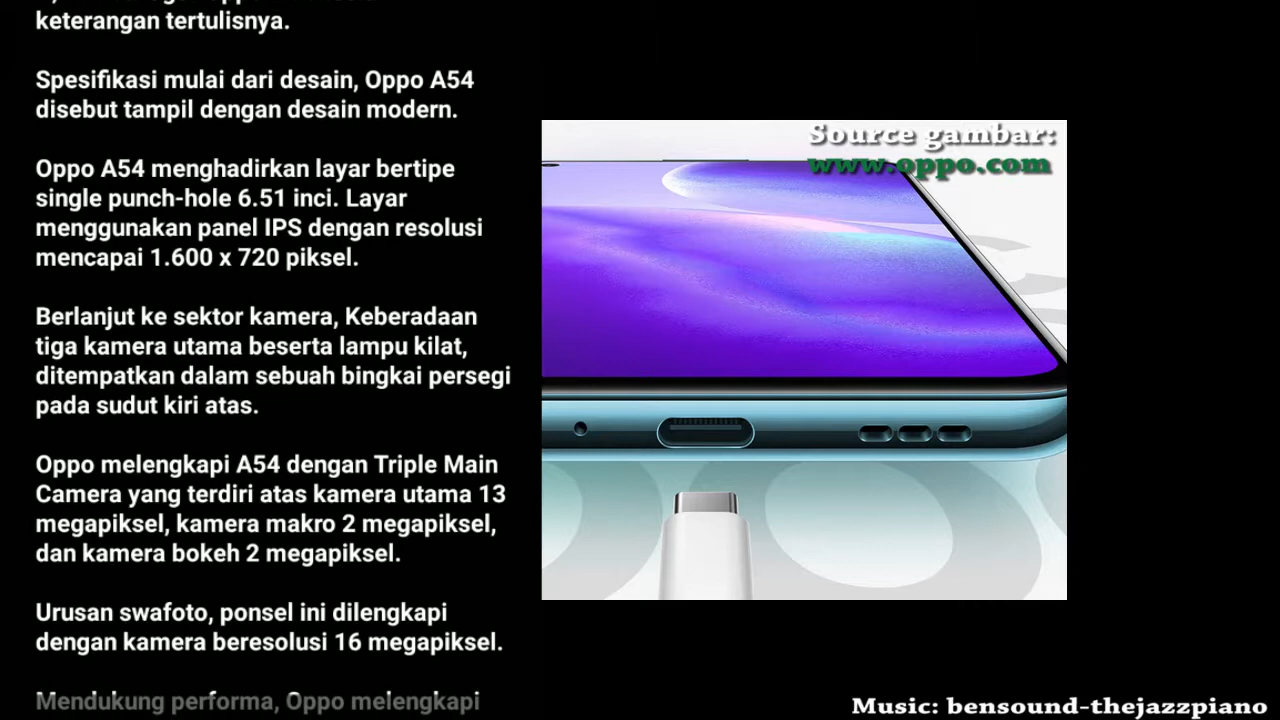 keterangan tertulisnya.
Spesifikasi mulai dari desain, Oppo A54
disebut tampil dengan desain modern.
Oppo A54 menghadirkan layar bertipe
single punch-hole 6.51 inci. Layar
menggunakan panel IPS dengan resolusi
mencapai 1.600 x 720 piksel.
Berlanjut ke sektor kamera, Keberadaan
tiga kamera utama beserta lampu kilat,
ditempatkan dalam sebuah bingkai persegi
pada sudut kiri atas.
Oppo melengkapi A54 dengan Triple Main
Camera yang terdiri atas kamera utama 13
megapiksel, kamera makro 2 megapiksel,
dan kamera bokeh 2 megapiksel.
Urusan swafoto, ponsel ini dilengkapi
dengan kamera beresolusi 16 megapiksel.
Mendukung performa, Oppo melengkapi
Source gambar:
www.oppo.com
Music: bensound-thejazzpiano